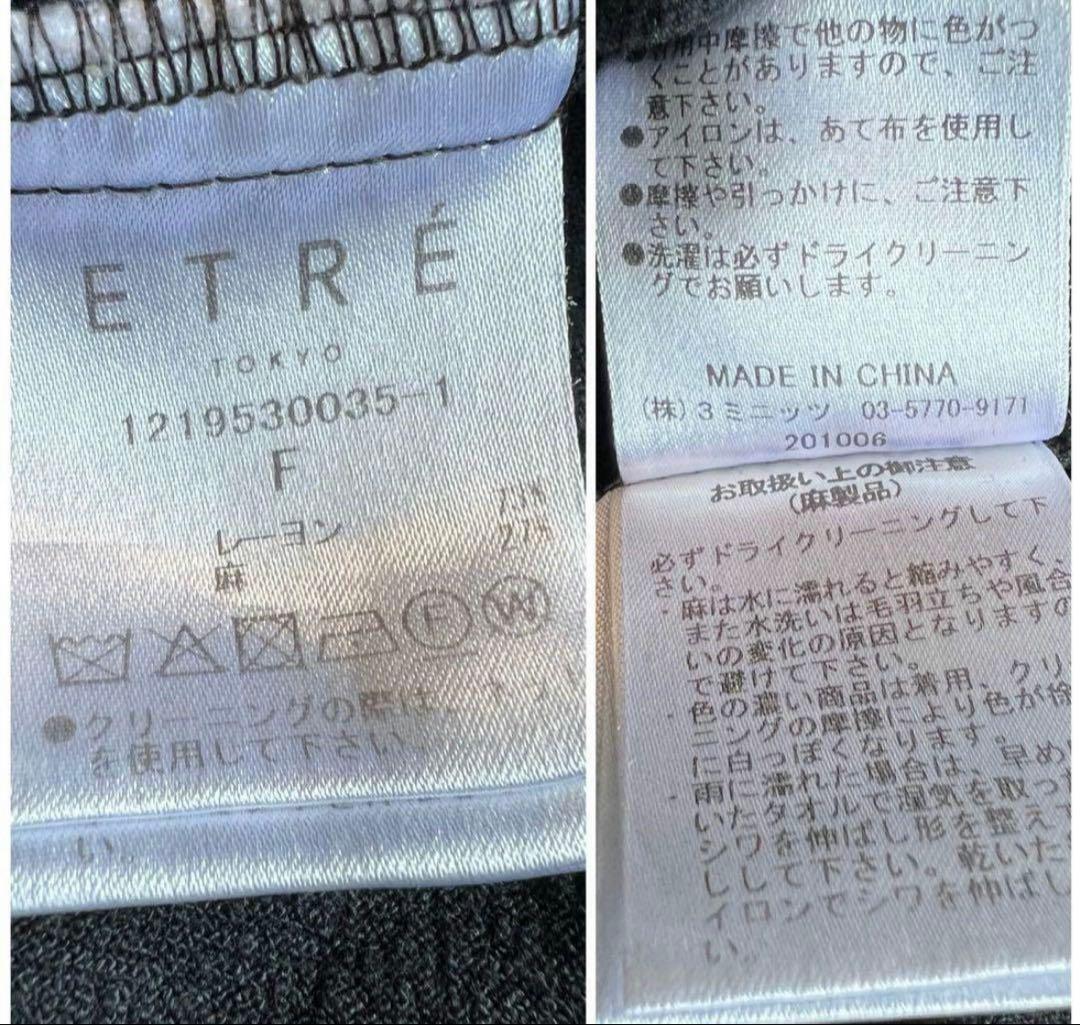 ETRÉ
TOKYO
1219530035-1
F
レーヨン 73%
麻 27%
F W
●クリーニングの際は
を使用して下さい。
い。
用中摩擦で他の物に色がつ
くことがありますので、ご注
意下さい。
●アイロンは、あて布を使用し
て下さい。
●摩擦や引っかけに、ご注意下
さい。
●洗濯は必ずドライクリーニン
グでお願いします。
MADE IN CHINA
(株)3ミニッツ 03-5770-9171
201006
お取扱い上の御注意
(麻製品)
必ずドライクリーニングして下
さい。
・麻は水に濡れると縮みやすく、
また水洗いは毛羽立ちや風合
いの変化の原因となりますの
で避けて下さい。
・色の濃い商品は着用、クリ
ニングの摩擦により色が
に白っぽくなります。
・雨に濡れた場合は、早め
いたタオルで湿気を取っ
シワを伸ばし形を整え
しして下さい。乾いた
イロンでシワを伸ばし
い。